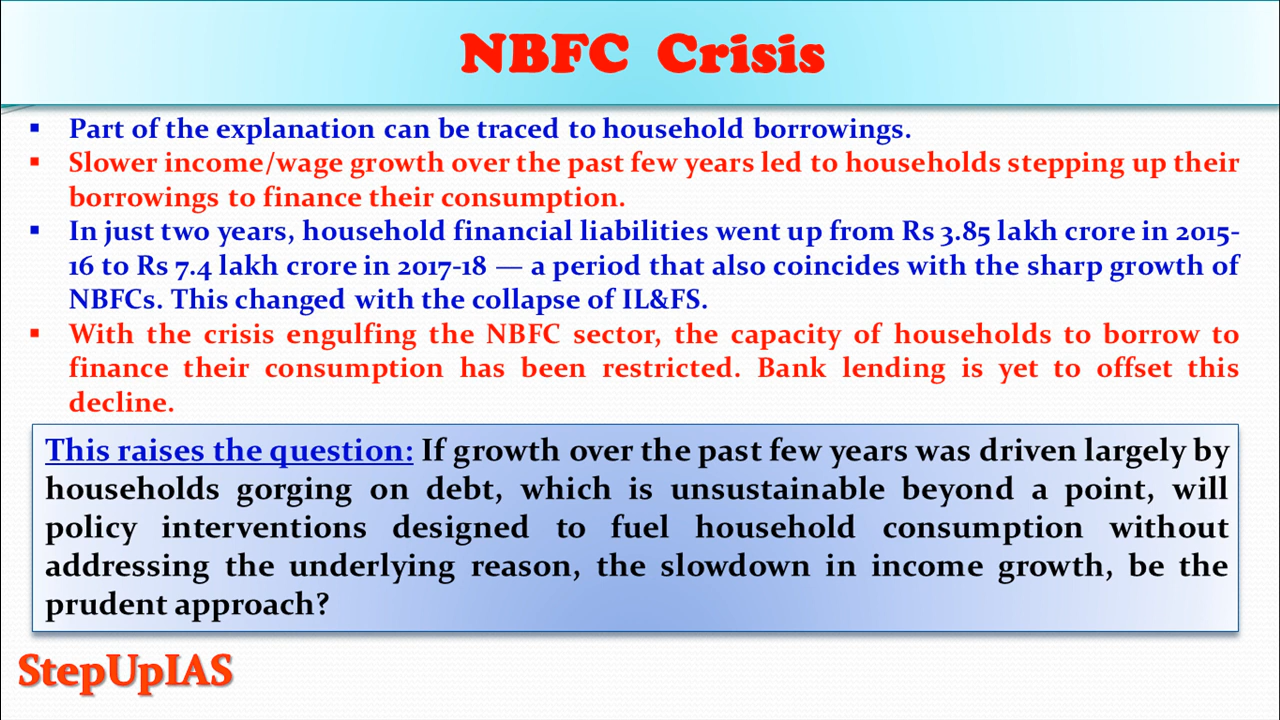 NBFC Crisis
▪ Part of the explanation can be traced to household borrowings.
▪ Slower income/wage growth over the past few years led to households stepping up their
borrowings to finance their consumption.
▪ In just two years, household financial liabilities went up from Rs 3.85 lakh crore in 2015-
16 to Rs 7.4 lakh crore in 2017-18 — a period that also coincides with the sharp growth of
NBFCs. This changed with the collapse of IL&FS.
▪ With the crisis engulfing the NBFC sector, the capacity of households to borrow to
finance their consumption has been restricted. Bank lending is yet to offset this
decline.
This raises the question: If growth over the past few years was driven largely by
households gorging on debt, which is unsustainable beyond a point, will
policy interventions designed to fuel household consumption without
addressing the underlying reason, the slowdown in income growth, be the
prudent approach?
StepUpIAS